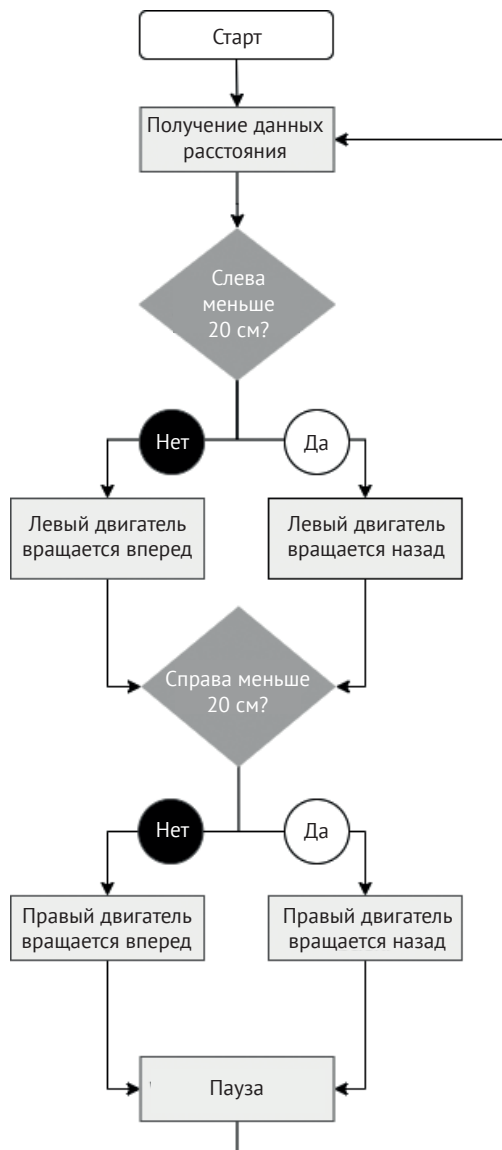 Старт
Получение данных
расстояния
Слева
меньше
20 см?
Нет
Да
Левый двигатель
вращается вперед
Левый двигатель
вращается назад
Справа меньше
20 см?
Нет
Да
Правый двигатель
вращается вперед
Правый двигатель
вращается назад
Пауза